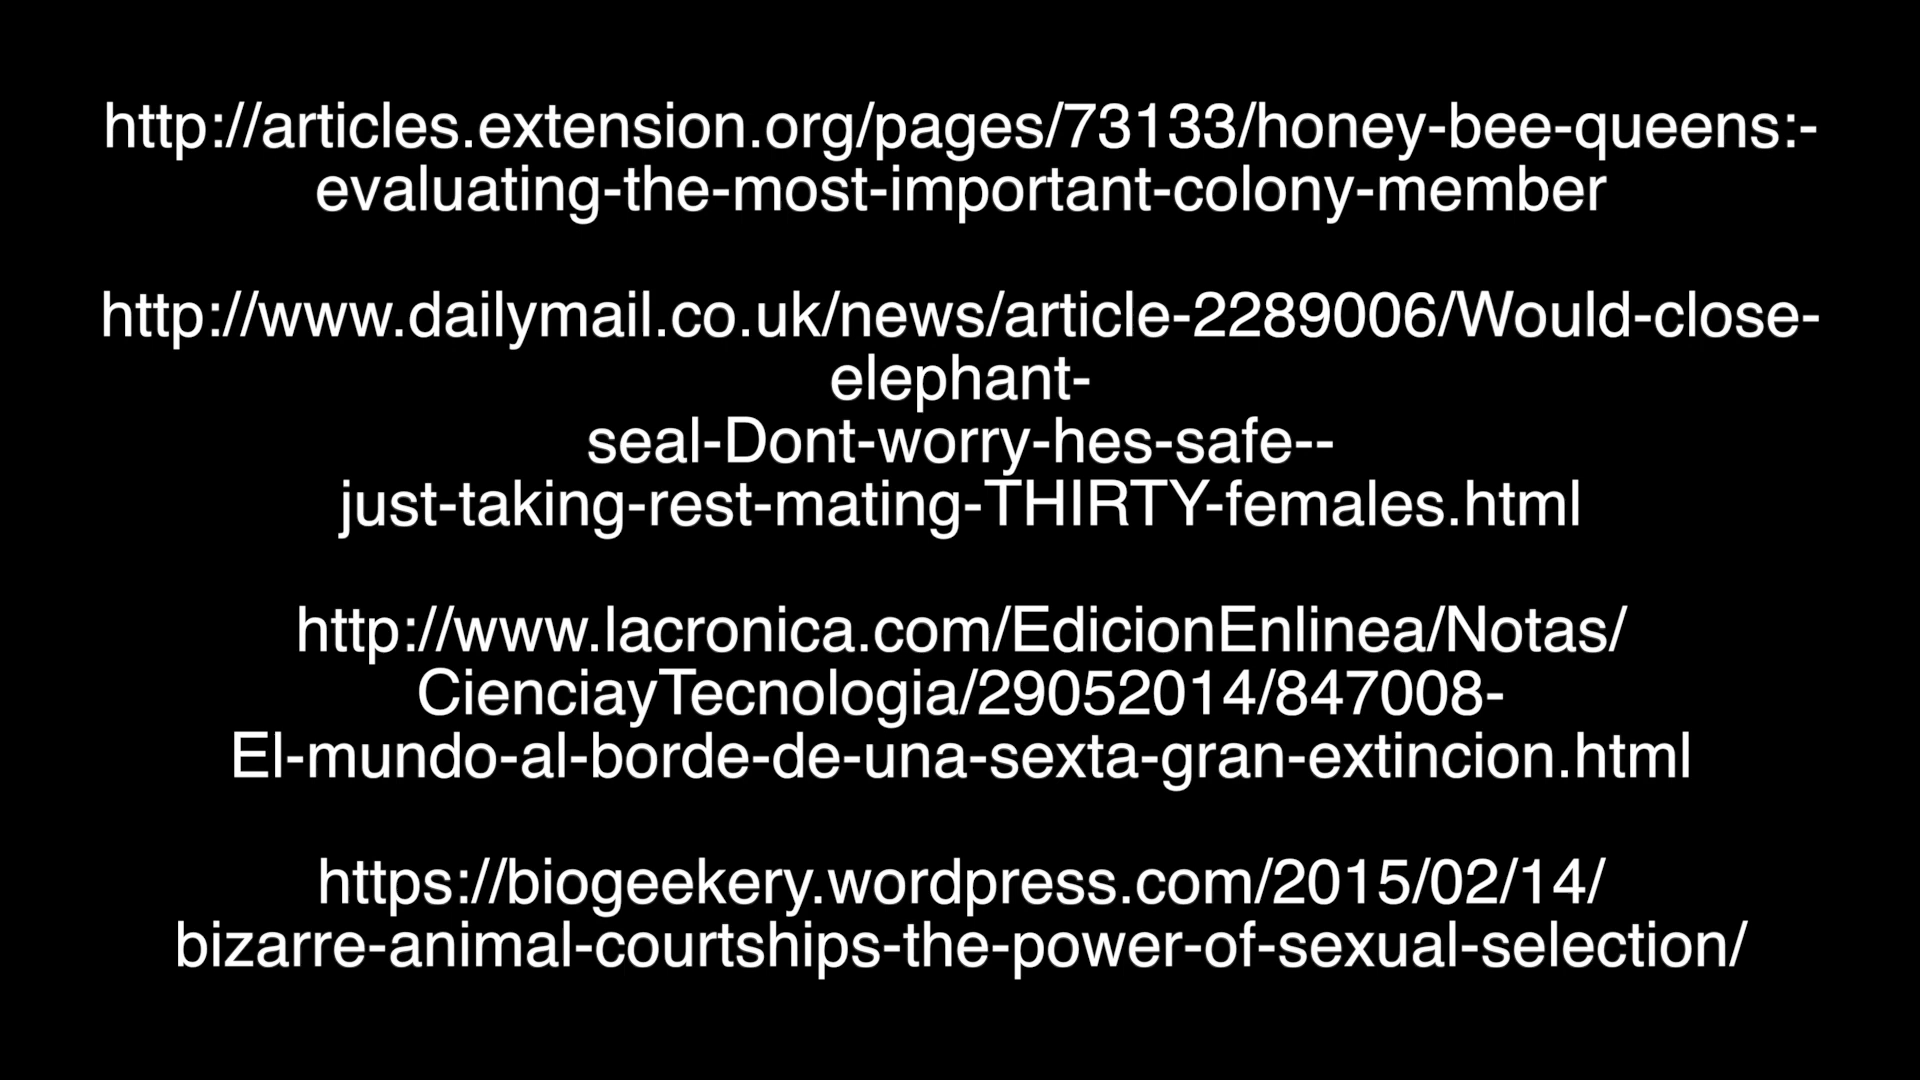 http://articles.extension.org/pages/73133/honey-bee-queens:-
evaluating-the-most-important-colony-member
http://www.dailymail.co.uk/news/article-2289006/Would-close-
elephant-
seal-Dont-worry-hes-safe--
just-taking-rest-mating-THIRTY-females.html
http://www.lacronica.com/EdicionEnlinea/Notas/
CienciayTecnologia/29052014/847008-
El-mundo-al-borde-de-una-sexta-gran-extincion.html
https://biogeekery.wordpress.com/2015/02/14/
bizarre-animal-courtships-the-power-of-sexual-selection/